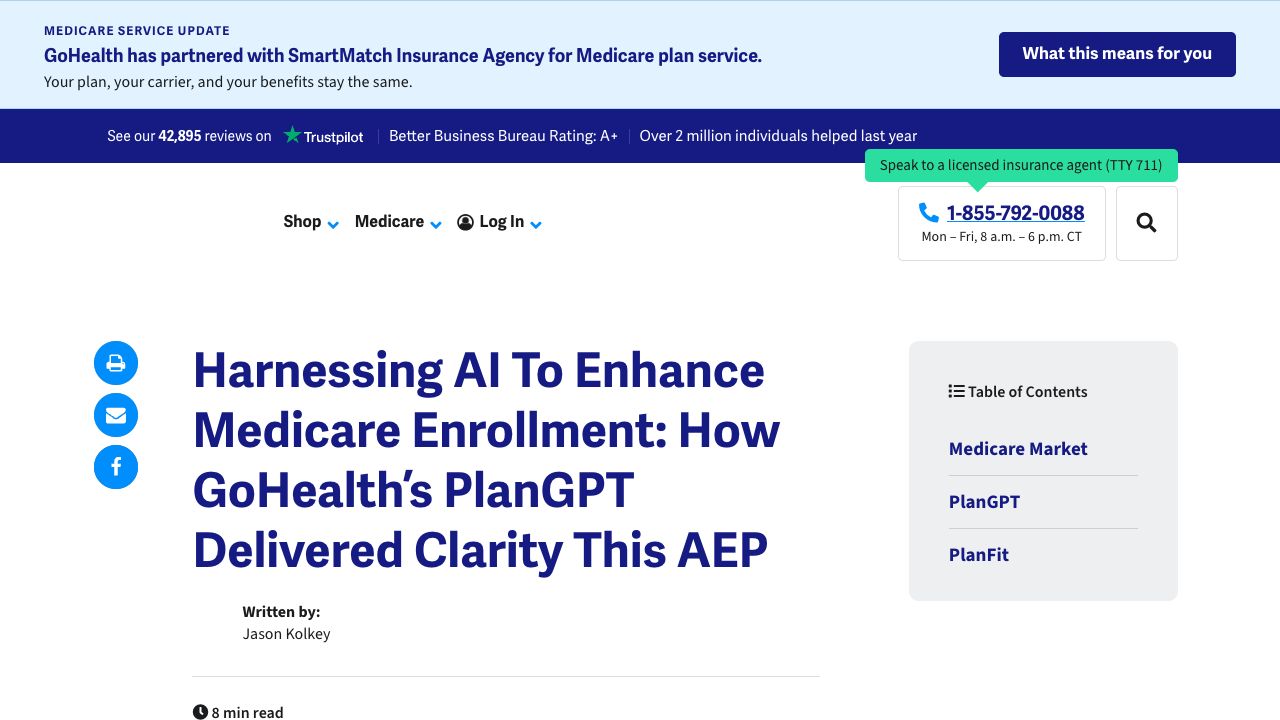 MEDICARE SERVICE UPDATE
GoHealth has partnered with SmartMatch Insurance Agency for Medicare plan service.
Your plan, your carrier, and your benefits stay the same.
What this means for you
See our 42,895 reviews on Trustpilot
Better Business Bureau Rating: A+
Over 2 million individuals helped last year
Speak to a licensed insurance agent (TTY 711)
Shop
Medicare
Log In
1-855-792-0088
Mon – Fri, 8 a.m. – 6 p.m. CT
Harnessing AI To Enhance
Medicare Enrollment: How
GoHealth’s PlanGPT
Delivered Clarity This AEP
Written by:
Jason Kolkey
8 min read
Table of Contents
Medicare Market
PlanGPT
PlanFit